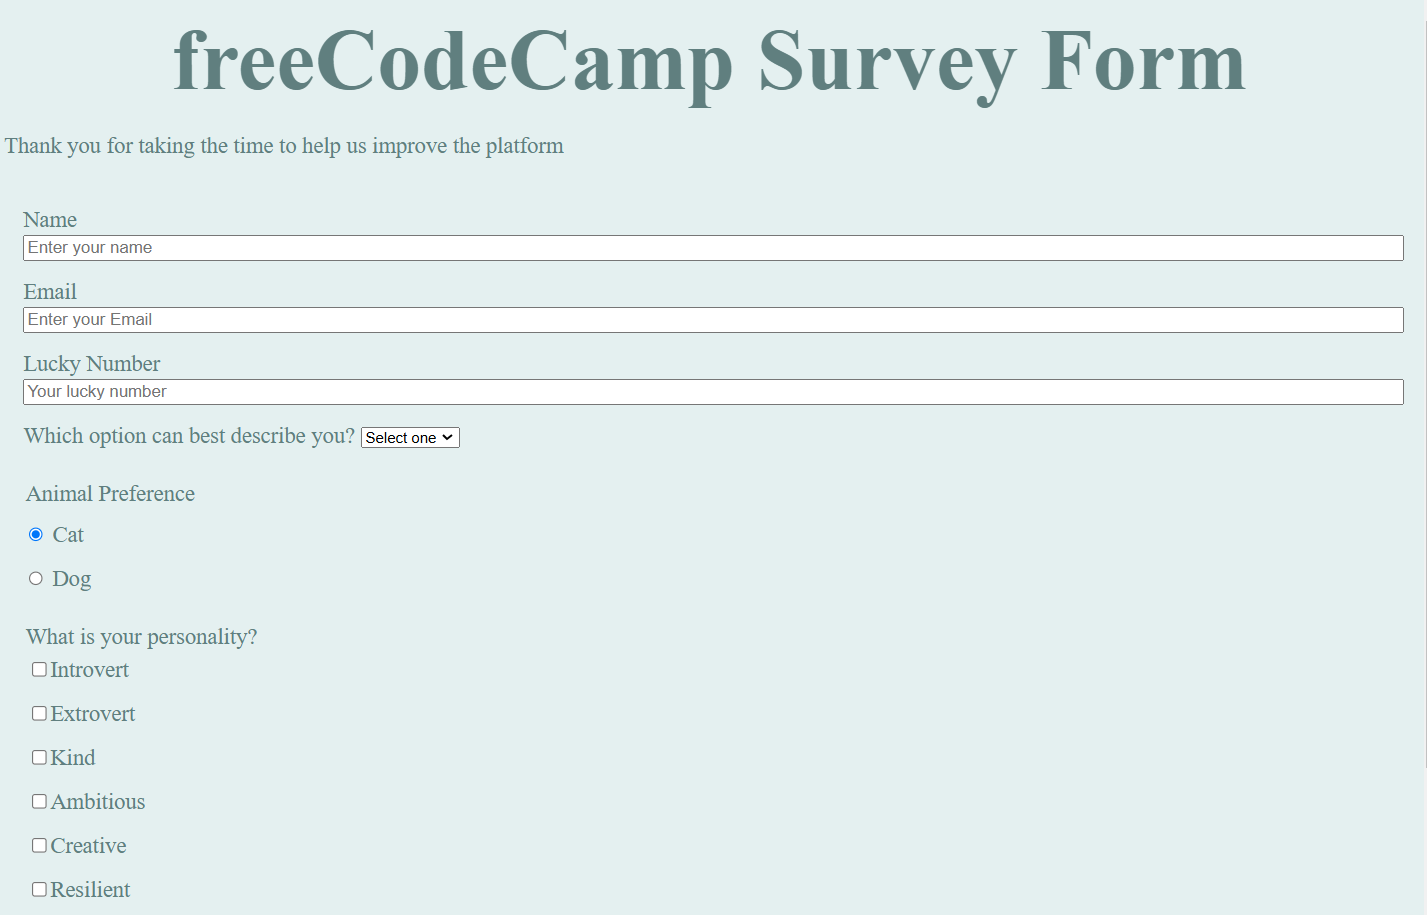 freeCodeCamp Survey Form
Thank you for taking the time to help us improve the platform
Name
Enter your name
Email
Enter your Email
Lucky Number
Your lucky number
Which option can best describe you? Select one
Animal Preference
Cat
Dog
What is your personality?
Introvert
Extrovert
Kind
Ambitious
Creative
Resilient